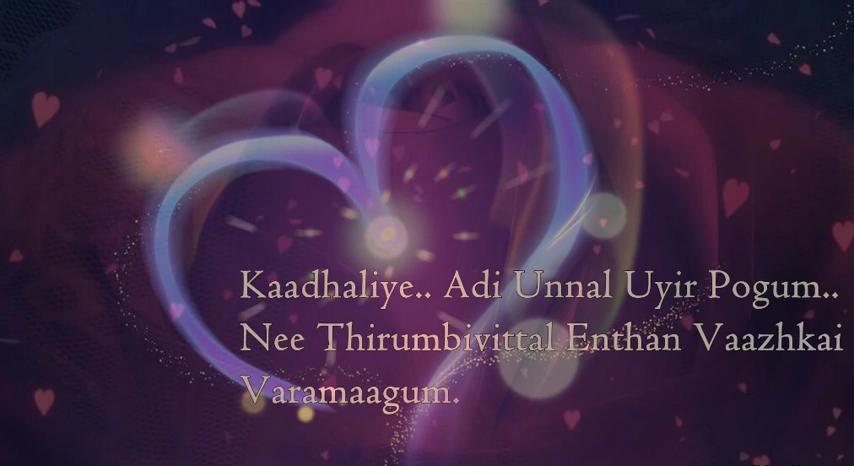 Kaadhaliye.. Adi Unnal Uyir Pogum..
Nee Thirumbivittal Enthan Vaazhkai
Varamaagum.